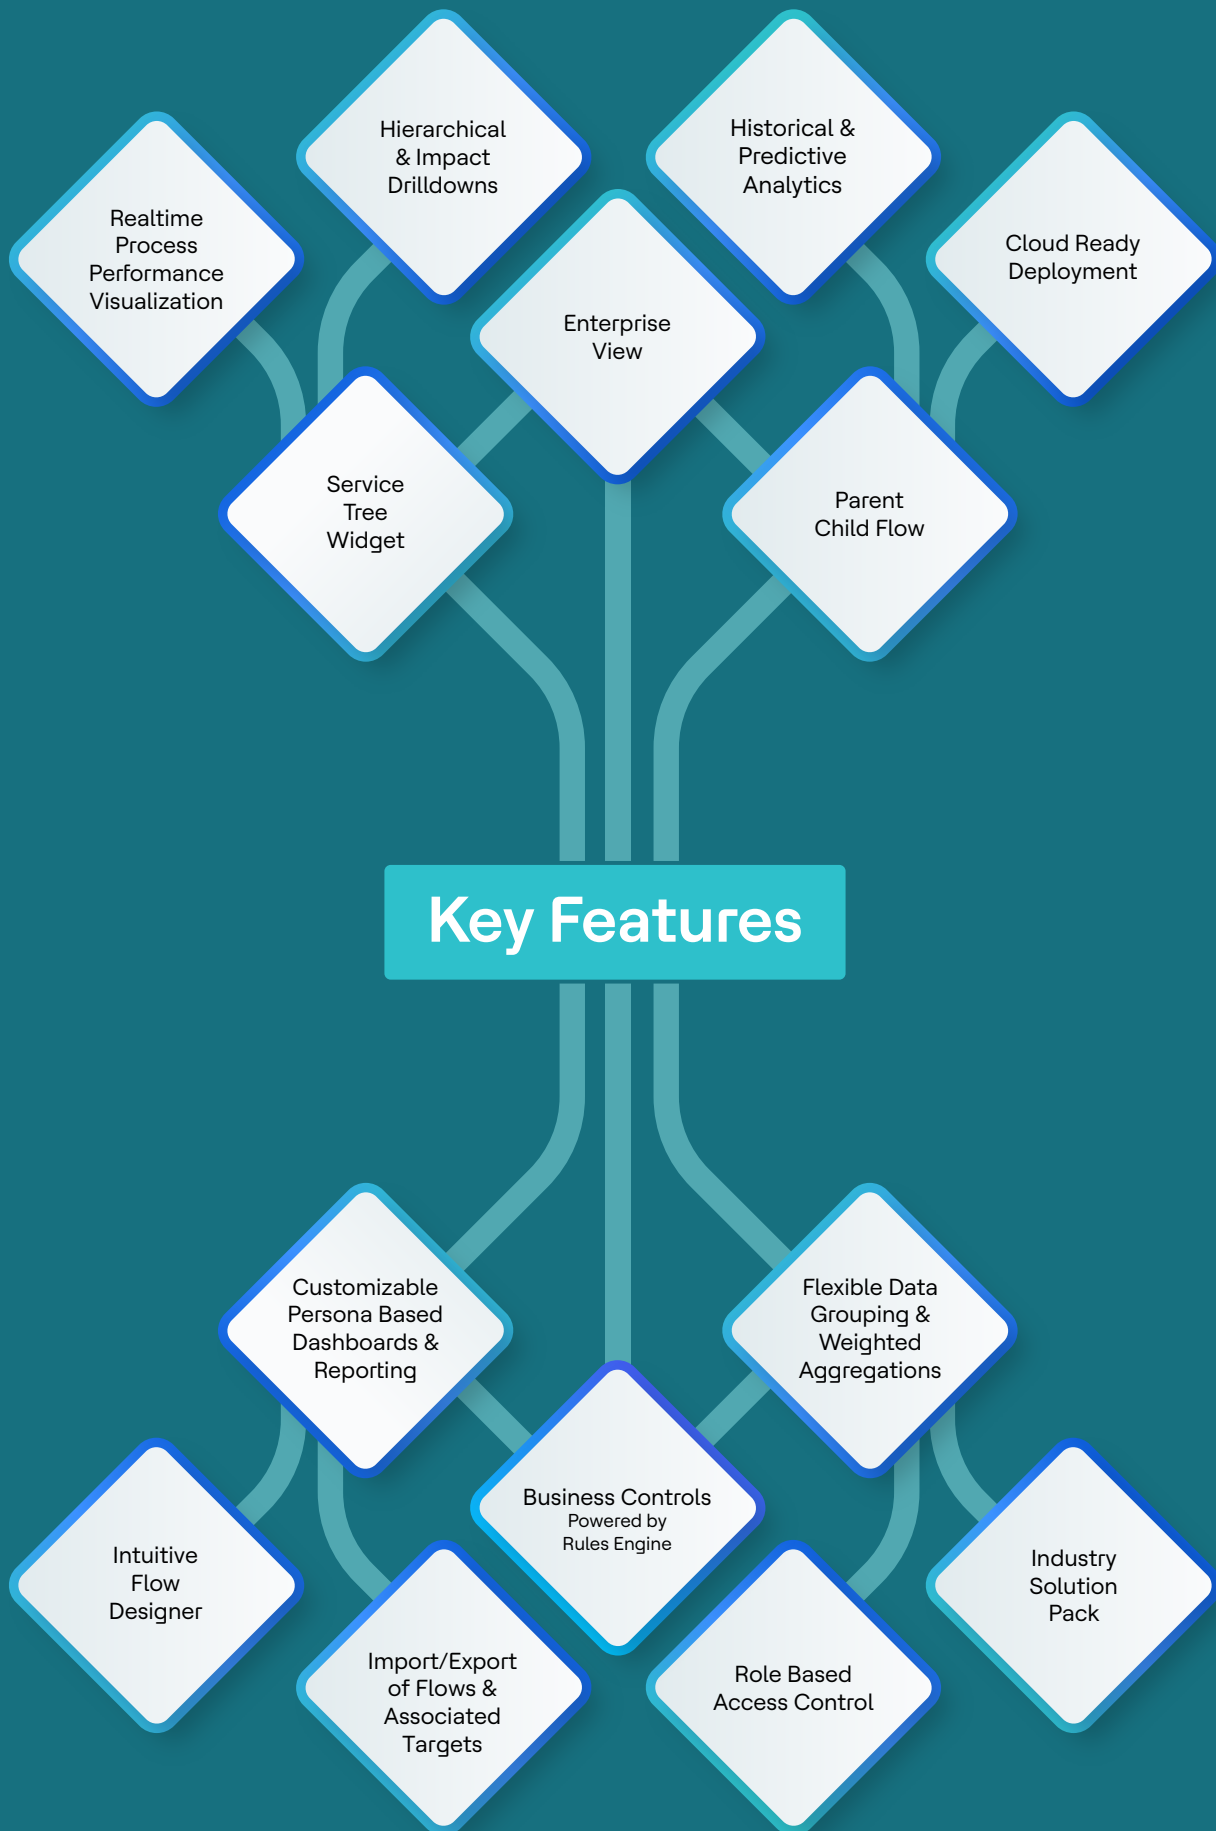 Hierarchical
& Impact
Drilldowns
Historical &
Predictive
Analytics
Realtime
Process
Performance
Visualization
Cloud Ready
Deployment
Enterprise
View
Service
Tree
Widget
Parent
Child Flow
Key Features
Customizable
Persona Based
Dashboards &
Reporting
Flexible Data
Grouping &
Weighted
Aggregations
Business Controls
Powered by
Rules Engine
Intuitive
Flow
Designer
Industry
Solution
Pack
Import/Export
of Flows &
Associated
Targets
Role Based
Access Control